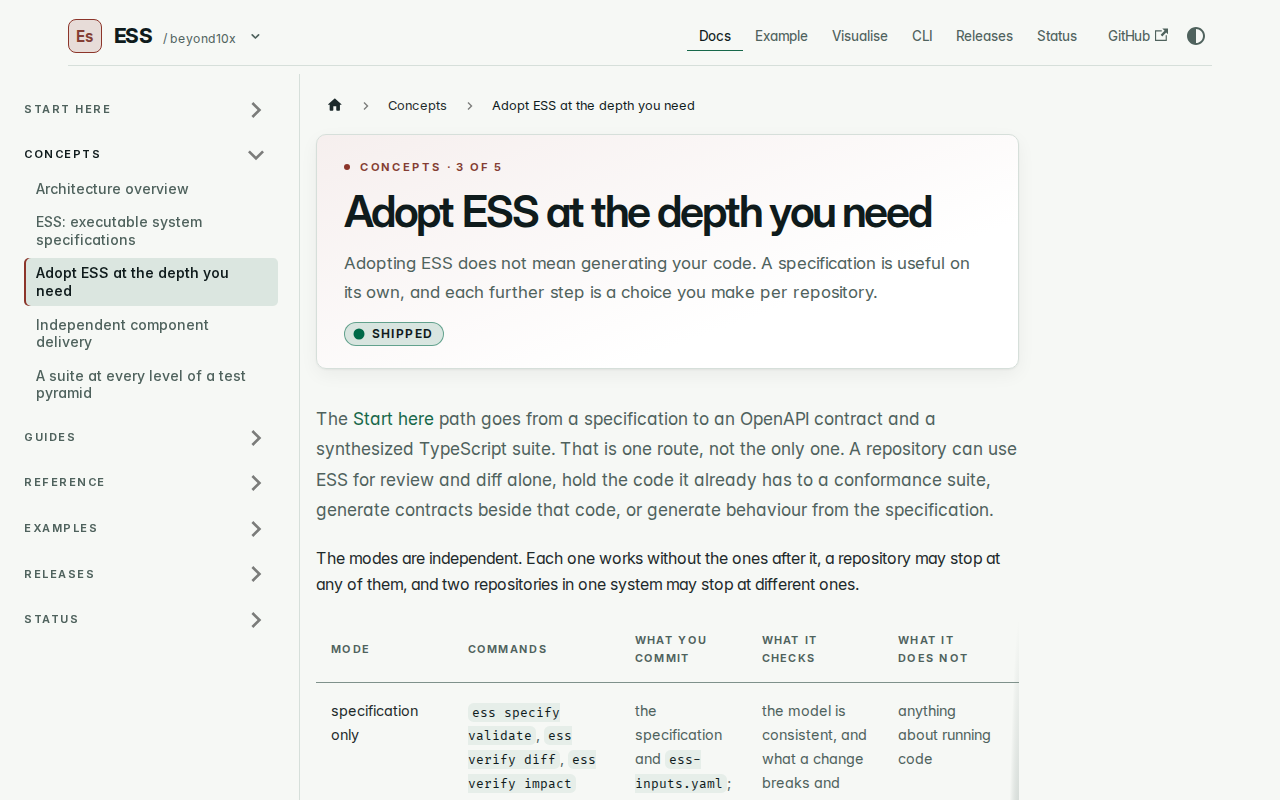 Es ESS / beyond10x
Docs Example Visualise CLI Releases Status GitHub
START HERE
CONCEPTS
Architecture overview
ESS: executable system
specifications
Adopt ESS at the depth you
need
Independent component
delivery
A suite at every level of a test
pyramid
GUIDES
REFERENCE
EXAMPLES
RELEASES
STATUS
Concepts Adopt ESS at the depth you need
CONCEPTS · 3 OF 5
Adopt ESS at the depth you need
Adopting ESS does not mean generating your code. A specification is useful on
its own, and each further step is a choice you make per repository.
SHIPPED
The Start here path goes from a specification to an OpenAPI contract and a
synthesized TypeScript suite. That is one route, not the only one. A repository can use
ESS for review and diff alone, hold the code it already has to a conformance suite,
generate contracts beside that code, or generate behaviour from the specification.
The modes are independent. Each one works without the ones after it, a repository may stop at
any of them, and two repositories in one system may stop at different ones.
MODE
COMMANDS
WHAT YOU
COMMIT
WHAT IT
CHECKS
WHAT IT
DOES NOT
specification
only
ess specify
validate, ess
verify diff, ess
verify impact
the
specification
and ess-
inputs.yaml;
the model is
consistent, and
what a change
breaks and
anything
about running
code